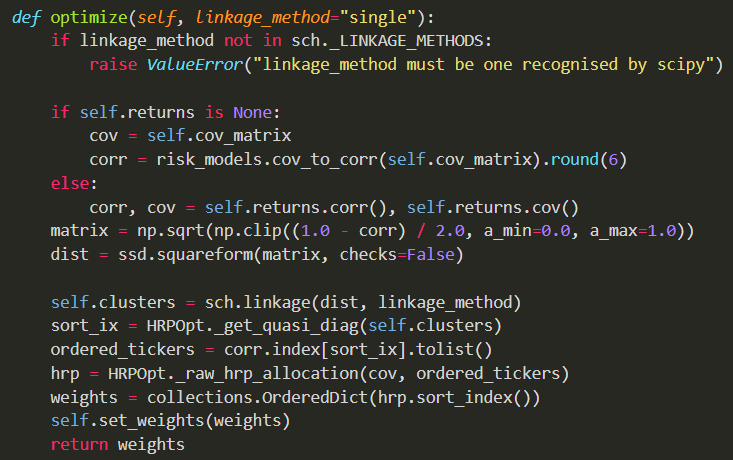 def optimize(self, linkage_method="single"):
    if linkage_method not in sch._LINKAGE_METHODS:
        raise ValueError("linkage_method must be one recognised by scipy")

    if self.returns is None:
        cov = self.cov_matrix
        corr = risk_models.cov_to_corr(self.cov_matrix).round(6)
    else:
        corr, cov = self.returns.corr(), self.returns.cov()
    matrix = np.sqrt(np.clip((1.0 - corr) / 2.0, a_min=0.0, a_max=1.0))
    dist = ssd.squareform(matrix, checks=False)

    self.clusters = sch.linkage(dist, linkage_method)
    sort_ix = HRPOpt._get_quasi_diag(self.clusters)
    ordered_tickers = corr.index[sort_ix].tolist()
    hrp = HRPOpt._raw_hrp_allocation(cov, ordered_tickers)
    weights = collections.OrderedDict(hrp.sort_index())
    self.set_weights(weights)
    return weights